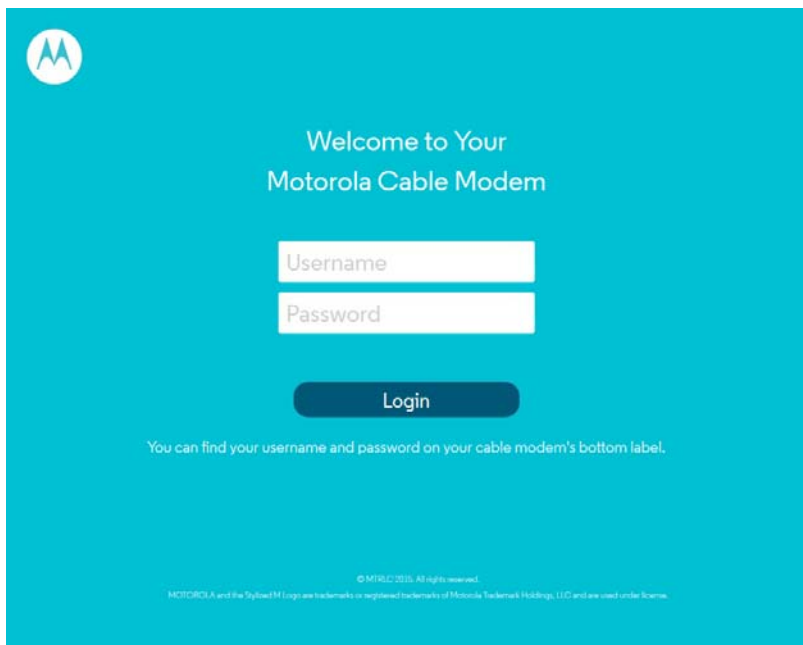 Welcome to Your
Motorola Cable Modem
Username
Password
Login
You can find your username and password on your cable modem's bottom label.
© MTRLC 2015. All rights reserved.
MOTOROLA and the Stylized M Logo are trademarks or registered trademarks of Motorola Trademark Holdings, LLC and are used under license.